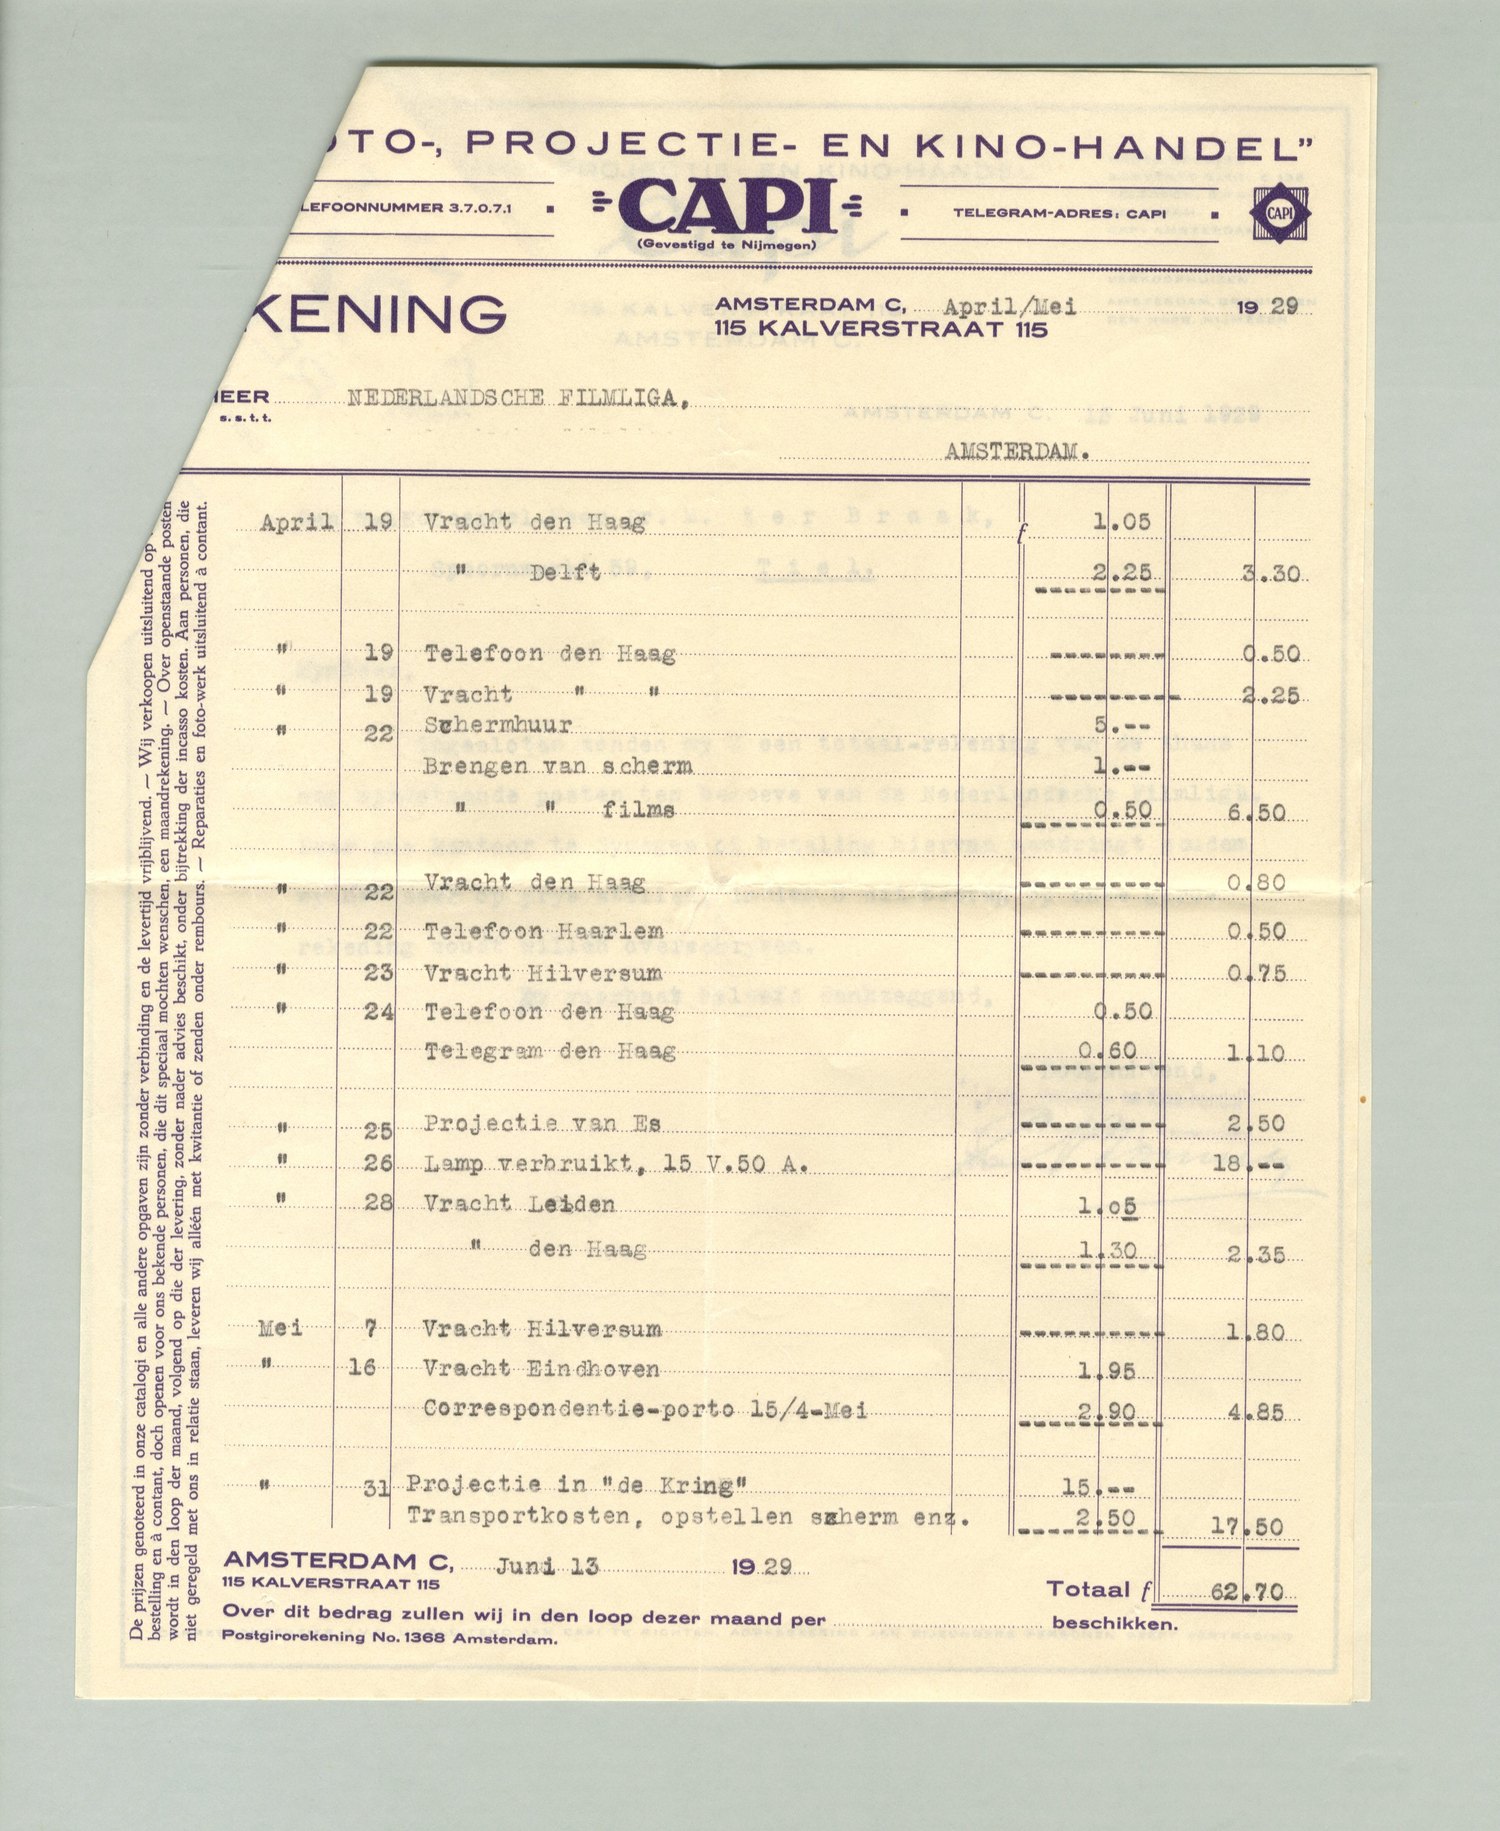 OTO-, PROJECTIE- EN KINO-HANDEL”
LEFOONNUMMER 3.7.0.7.1
CAPI
(Gevestigd te Nijmegen)
TELEGRAM-ADRES: CAPI
CAPI
KENING
AMSTERDAM C, April/Mei 1929
115 KALVERSTRAAT 115
HEER NEDERLANDSCHE FILMLIGA,
s. s. t. t.
AMSTERDAM.
April 19 Vracht den Haag f 1.05
" Delft 2.25 3.30
" 19 Telefoon den Haag --------- 0.50
" 19 Vracht " " --------- 2.25
" 22 Schermhuur 5.--
Brengen van scherm 1.--
" " films 0.50 6.50
" 22 Vracht den Haag ---------- 0.80
" 22 Telefoon Haarlem ---------- 0.50
" 23 Vracht Hilversum ---------- 0.75
" 24 Telefoon den Haag 0.50
Telegram den Haag 0.60 1.10
" 25 Projectie van Es ---------- 2.50
" 26 Lamp verbruikt, 15 V.50 A. ---------- 18.--
" 28 Vracht Leiden 1.05
" den Haag 1.30 2.35
Mei 7 Vracht Hilversum ---------- 1.80
" 16 Vracht Eindhoven 1.95
Correspondentie-porto 15/4-Mei 2.90 4.85
" 31 Projectie in "de Kring" 15.--
Transportkosten, opstellen scherm enz. 2.50 17.50
AMSTERDAM C, Juni 13 1929
115 KALVERSTRAAT 115
Totaal f 62.70
Over dit bedrag zullen wij in den loop dezer maand per beschikken.
Postgirorekening No. 1368 Amsterdam.
De prijzen genoteerd in onze catalogi en alle andere opgaven zijn zonder verbinding en de levertijd vrijblijvend. — Wij verkoopen uitsluitend op
bestelling en à contant, doch openen voor ons bekende personen, die dit speciaal mochten wenschen, een maandrekening. — Over openstaande posten
wordt in den loop der maand, volgend op die der levering, zonder nader advies beschikt, onder bijtrekking der incasso kosten. Aan personen, die
niet geregeld met ons in relatie staan, leveren wij alléén met kwitantie of zenden onder rembours. — Reparaties en foto-werk uitsluitend à contant.